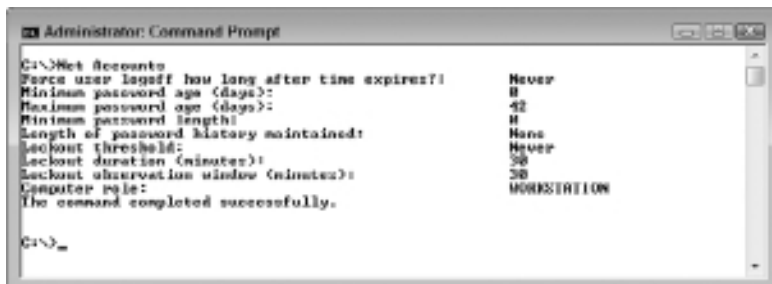 Administrator: Command Prompt
C:\>Net Accounts
Force user logoff how long after time expires?: Never
Minimum password age (days): 0
Maximum password age (days): 42
Minimum password length: 0
Length of password history maintained: None
Lockout threshold: Never
Lockout duration (minutes): 30
Lockout observation window (minutes): 30
Computer role: WORKSTATION
The command completed successfully.
C:\>_